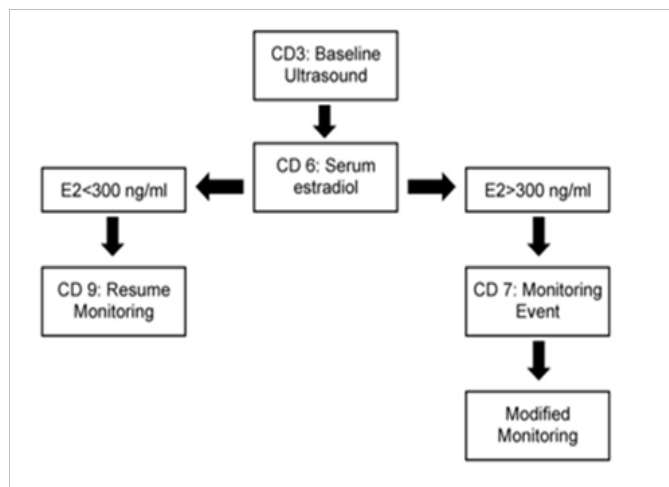 CD3: Baseline
Ultrasound
CD 6: Serum
estradiol
E2<300 ng/ml
E2>300 ng/ml
CD 9: Resume
Monitoring
CD 7: Monitoring
Event
Modified
Monitoring